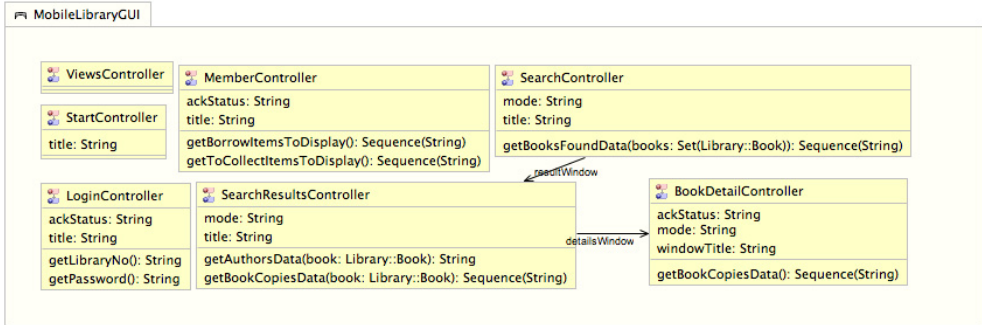 MobileLibraryGUI
ViewsController
StartController
title: String
MemberController
ackStatus: String
title: String
getBorrowItemsToDisplay(): Sequence(String)
getToCollectItemsToDisplay(): Sequence(String)
SearchController
mode: String
title: String
getBooksFoundData(books: Set(Library::Book)): Sequence(String)
resultWindow
LoginController
ackStatus: String
title: String
getLibraryNo(): String
getPassword(): String
SearchResultsController
mode: String
title: String
getAuthorsData(book: Library::Book): String
getBookCopiesData(book: Library::Book): Sequence(String)
detailsWindow
BookDetailController
ackStatus: String
mode: String
windowTitle: String
getBookCopiesData(): Sequence(String)